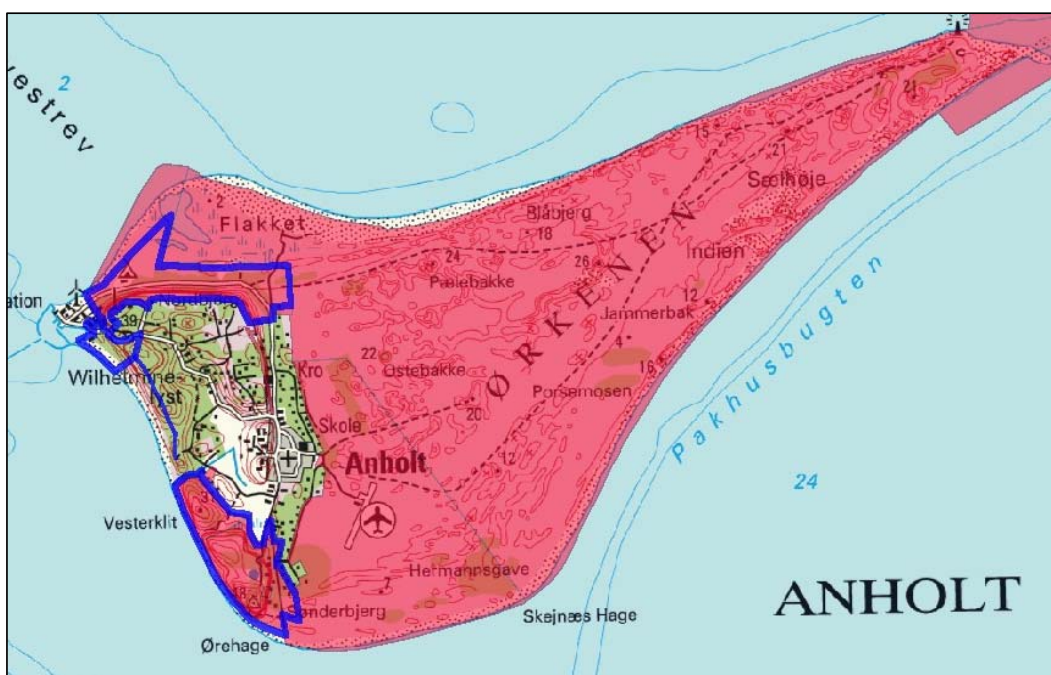 vestrev
2
2
Flakket
15
21
21
Sælhøje
Blåbjerg
18
24
26
Indien
Pælebakke
ation
Nordbjerg
39
12
Jammerbak
ØRKENEN
Pakhusbugten
4
16
22
Østebakke
Kro
Wilhelmine-
lyst
Porsemosen
20
Skole
Anholt
12
24
Vesterklit
Hermannsgave
7
Sønderbjerg
Skejnæs Hage
Ørehage
ANHOLT